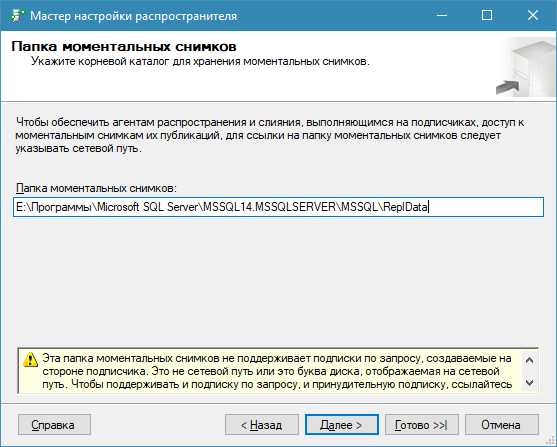 Мастер настройки распространителя
Папка моментальных снимков
Укажите корневой каталог для хранения моментальных снимков.
Чтобы обеспечить агентам распространения и слияния, выполняющимся на подписчиках, доступ к
моментальным снимкам их публикаций, для ссылки на папку моментальных снимков следует
указывать сетевой путь.
Папка моментальных снимков:
E:\Программы\Microsoft SQL Server\MSSQL14.MSSQLSERVER\MSSQL\ReplData
Эта папка моментальных снимков не поддерживает подписки по запросу, создаваемые на
стороне подписчика. Это не сетевой путь или это буква диска, отображаемая на сетевой
путь. Чтобы поддерживать и подписку по запросу, и принудительную подписку, ссылайтесь
Справка
< Назад
Далее >
Готово >>|
Отмена